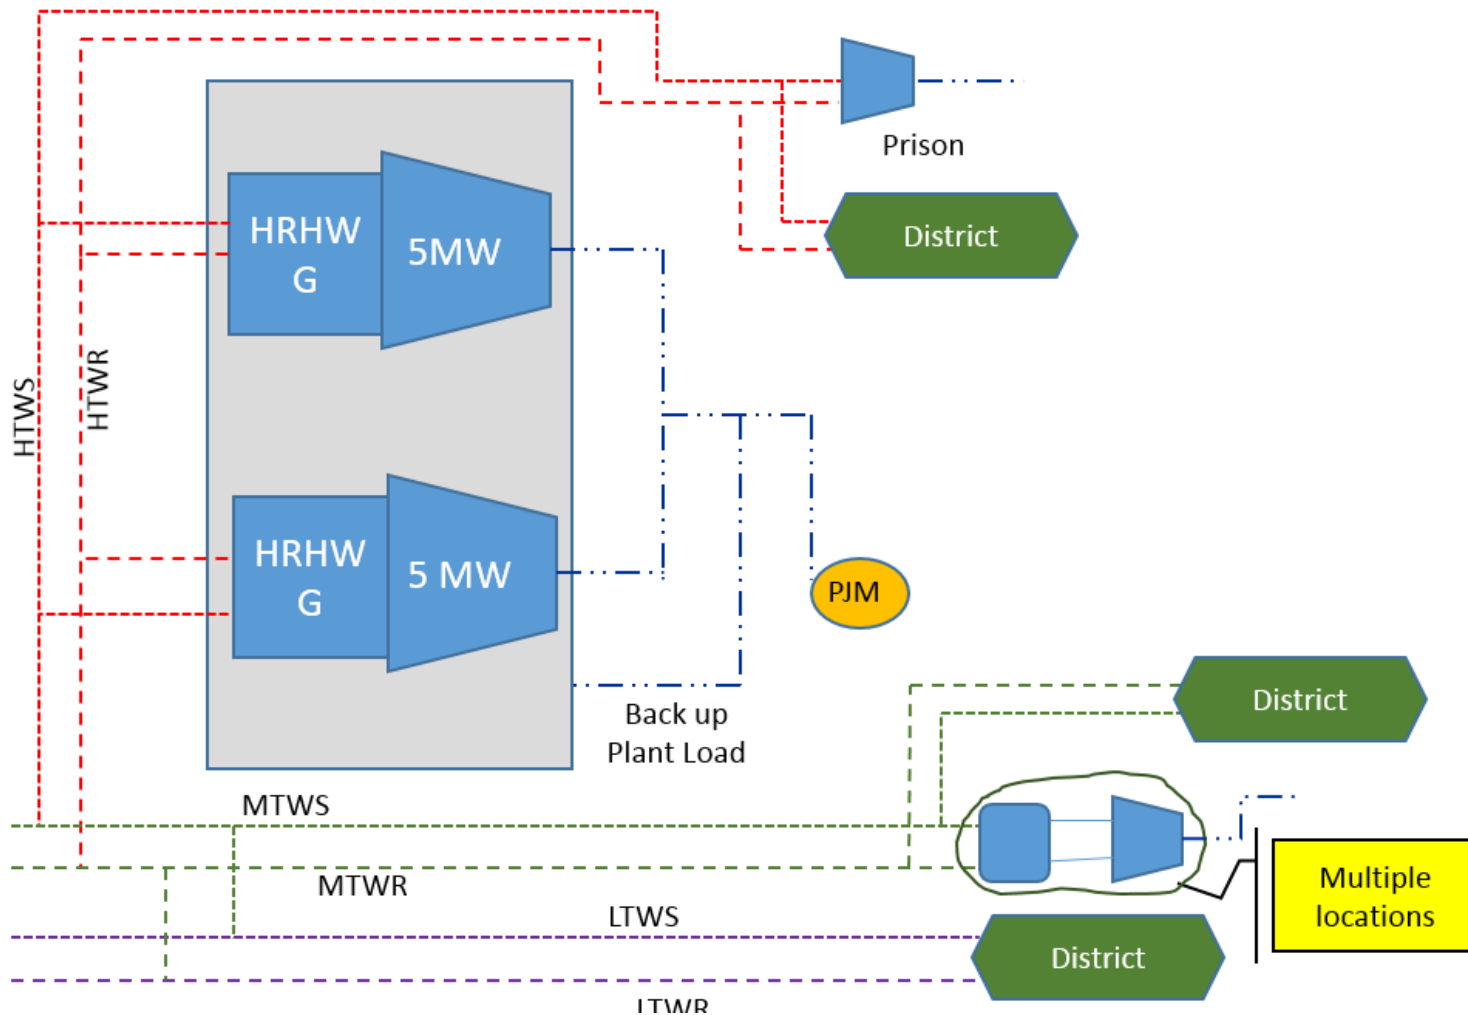 Prison
HRHW
G
5MW
District
HTWS
HTWR
HRHW
G
5 MW
PJM
Back up
Plant Load
District
MTWS
MTWR
Multiple
locations
LTWS
District
LTWR